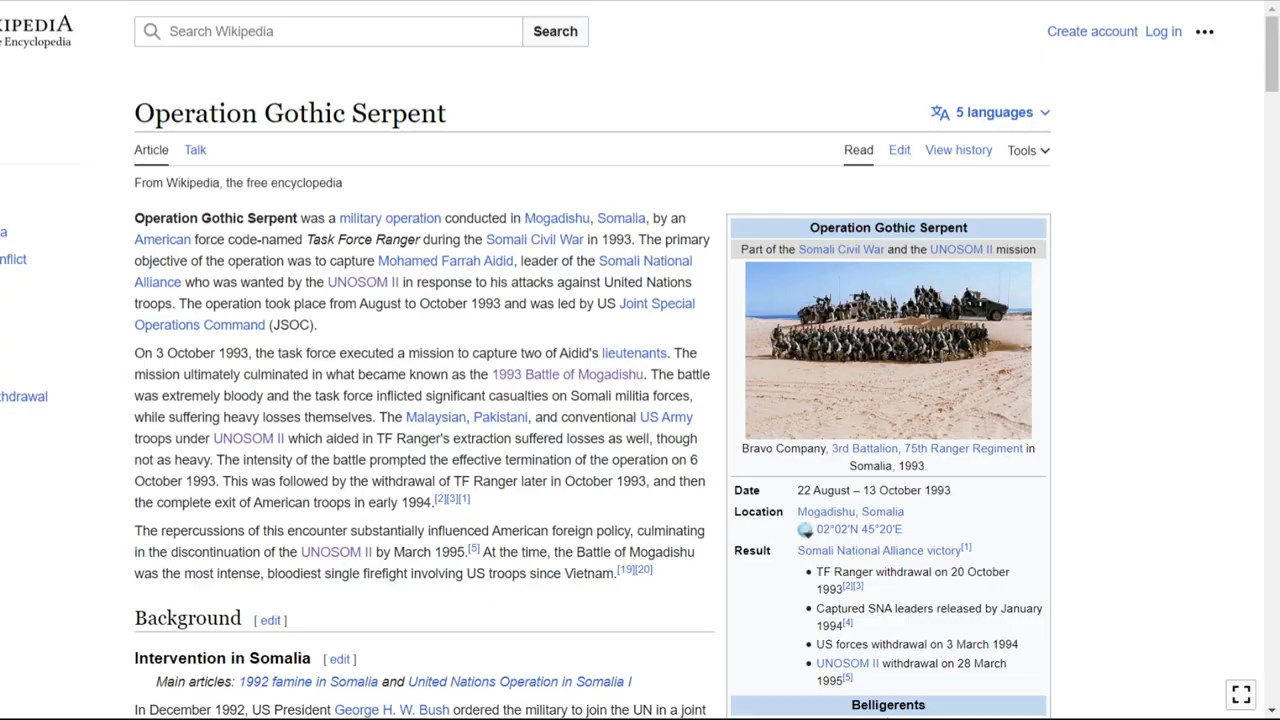 IKIPEDIA
e Encyclopedia
Search Wikipedia
Search
Create account Log in
Operation Gothic Serpent
5 languages
Article Talk
Read Edit View history Tools
From Wikipedia, the free encyclopedia
a
nflict
hdrawal
Operation Gothic Serpent was a military operation conducted in Mogadishu, Somalia, by an
American force code-named Task Force Ranger during the Somali Civil War in 1993. The primary
objective of the operation was to capture Mohamed Farrah Aidid, leader of the Somali National
Alliance who was wanted by the UNOSOM II in response to his attacks against United Nations
troops. The operation took place from August to October 1993 and was led by US Joint Special
Operations Command (JSOC).
On 3 October 1993, the task force executed a mission to capture two of Aidid's lieutenants. The
mission ultimately culminated in what became known as the 1993 Battle of Mogadishu. The battle
was extremely bloody and the task force inflicted significant casualties on Somali militia forces,
while suffering heavy losses themselves. The Malaysian, Pakistani, and conventional US Army
troops under UNOSOM II which aided in TF Ranger's extraction suffered losses as well, though
not as heavy. The intensity of the battle prompted the effective termination of the operation on 6
October 1993. This was followed by the withdrawal of TF Ranger later in October 1993, and then
the complete exit of American troops in early 1994.[2][3][1]
The repercussions of this encounter substantially influenced American foreign policy, culminating
in the discontinuation of the UNOSOM II by March 1995.[5] At the time, the Battle of Mogadishu
was the most intense, bloodiest single firefight involving US troops since Vietnam.[19][20]
Background [ edit ]
Intervention in Somalia [ edit ]
Main articles: 1992 famine in Somalia and United Nations Operation in Somalia I
In December 1992, US President George H. W. Bush ordered the military to join the UN in a joint
Operation Gothic Serpent
Part of the Somali Civil War and the UNOSOM II mission
Bravo Company, 3rd Battalion, 75th Ranger Regiment in
Somalia, 1993.
Date 22 August – 13 October 1993
Location Mogadishu, Somalia
02°02′N 45°20′E
Result Somali National Alliance victory[1]
• TF Ranger withdrawal on 20 October
1993[2][3]
• Captured SNA leaders released by January
1994[4]
• US forces withdrawal on 3 March 1994
• UNOSOM II withdrawal on 28 March
1995[5]
Belligerents